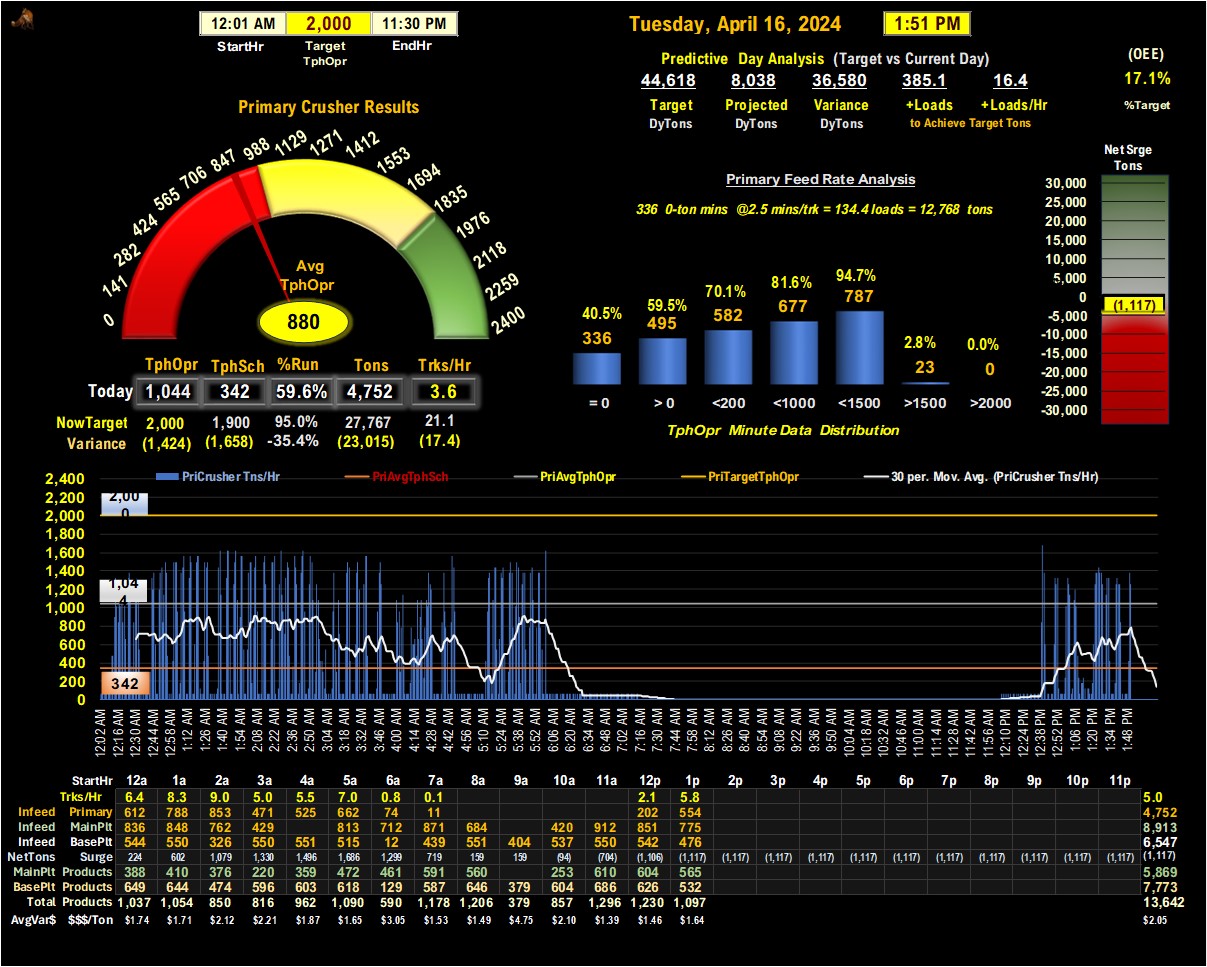 12:01 AM 2,000 11:30 PM
StartHr Target EndHr
TphOpr
Tuesday, April 16, 2024 1:51 PM
Predictive Day Analysis (Target vs Current Day)
44,618 8,038 36,580 385.1 16.4
Target Projected Variance +Loads +Loads/Hr
DyTons DyTons DyTons to Achieve Target Tons
(OEE)
17.1%
%Target
Primary Crusher Results
0 141 282 424 565 706 847 988 1129 1271 1412 1553 1694 1835 1976 2118 2259 2400
Avg
TphOpr
880
TphOpr TphSch %Run Tons Trks/Hr
Today 1,044 342 59.6% 4,752 3.6
NowTarget 2,000 1,900 95.0% 27,767 21.1
Variance (1,424) (1,658) -35.4% (23,015) (17.4)
Primary Feed Rate Analysis
336 0-ton mins @2.5 mins/trk = 134.4 loads = 12,768 tons
40.5% 59.5% 70.1% 81.6% 94.7% 2.8% 0.0%
336 495 582 677 787 23 0
= 0 > 0 <200 <1000 <1500 >1500 >2000
TphOpr Minute Data Distribution
Net Srge
Tons
30,000
25,000
20,000
15,000
10,000
5,000
0
(1,117)
-5,000
-10,000
-15,000
-20,000
-25,000
-30,000
PriCrusher Tns/Hr PriAvgTphSch PriAvgTphOpr PriTargetTphOpr 30 per. Mov. Avg. (PriCrusher Tns/Hr)
2,400
2,200
2,000
1,800
1,600
1,400
1,200
1,000
800
600
400
200
0
2,00
0
1,04
4
342
12:02 AM 12:16 AM 12:30 AM 12:44 AM 12:58 AM 1:12 AM 1:26 AM 1:40 AM 1:54 AM 2:08 AM 2:22 AM 2:36 AM 2:50 AM 3:04 AM 3:18 AM 3:32 AM 3:46 AM 4:00 AM 4:14 AM 4:28 AM 4:42 AM 4:56 AM 5:10 AM 5:24 AM 5:38 AM 5:52 AM 6:06 AM 6:20 AM 6:34 AM 6:48 AM 7:02 AM 7:16 AM 7:30 AM 7:44 AM 7:58 AM 8:12 AM 8:26 AM 8:40 AM 8:54 AM 9:08 AM 9:22 AM 9:36 AM 9:50 AM 10:04 AM 10:18 AM 10:32 AM 10:46 AM 11:00 AM 11:14 AM 11:28 AM 11:42 AM 11:56 AM 12:10 PM 12:24 PM 12:38 PM 12:52 PM 1:06 PM 1:20 PM 1:34 PM 1:48 PM
StartHr 12a 1a 2a 3a 4a 5a 6a 7a 8a 9a 10a 11a 12p 1p 2p 3p 4p 5p 6p 7p 8p 9p 10p 11p
Trks/Hr 6.4 8.3 9.0 5.0 5.5 7.0 0.8 0.1 2.1 5.8 5.0
Infeed Primary 612 788 853 471 525 662 74 11 202 554 4,752
Infeed MainPlt 836 848 762 429 813 712 871 684 420 912 851 775 8,913
Infeed BasePlt 544 550 326 550 551 515 12 439 551 404 537 550 542 476 6,547
NetTons Surge 224 602 1,079 1,330 1,496 1,686 1,299 719 159 159 (94) (704) (1,106) (1,117) (1,117) (1,117) (1,117) (1,117) (1,117) (1,117) (1,117) (1,117) (1,117) (1,117) (1,117)
MainPlt Products 388 410 376 220 359 472 461 591 560 253 610 604 565 5,869
BasePlt Products 649 644 474 596 603 618 129 587 646 379 604 686 626 532 7,773
Total Products 1,037 1,054 850 816 962 1,090 590 1,178 1,206 379 857 1,296 1,230 1,097 13,642
AvgVar$ $$$/Ton $1.74 $1.71 $2.12 $2.21 $1.87 $1.65 $3.05 $1.53 $1.49 $4.75 $2.10 $1.39 $1.46 $1.64 $2.05